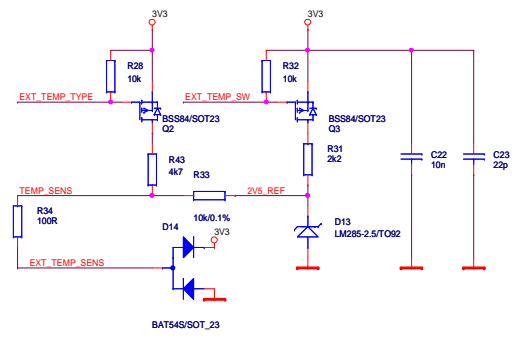 3V3
3V3
R28
10k
R32
10k
EXT_TEMP_TYPE
EXT_TEMP_SW
BSS84/SOT23
Q2
BSS84/SOT23
Q3
R43
4k7
R31
2k2
C22
10n
C23
22p
R33
TEMP_SENS
2V5_REF
10k/0.1%
R34
100R
D14
3V3
D13
LM285-2.5/TO92
EXT_TEMP_SENS
BAT54S/SOT_23